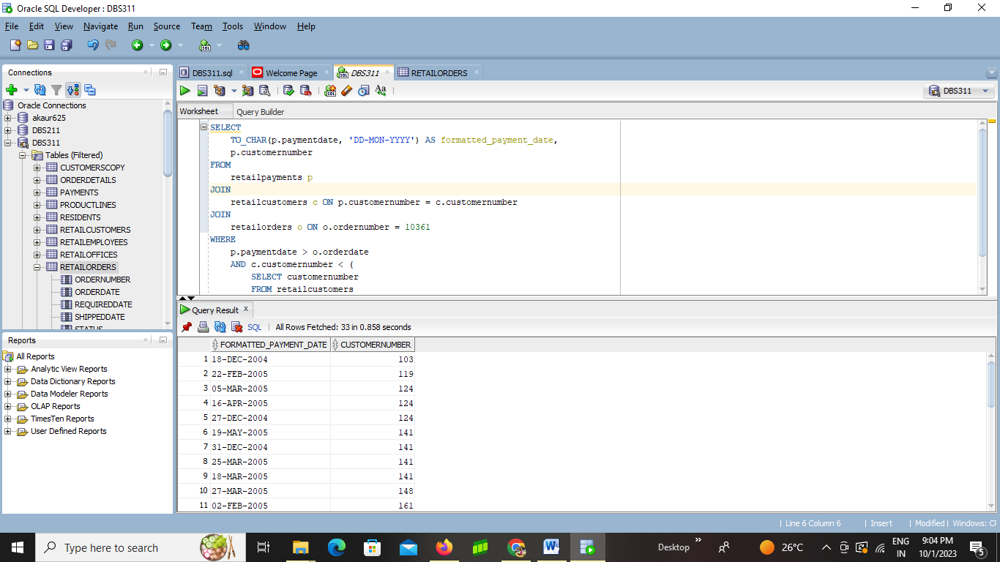 Oracle SQL Developer : DBS311
File Edit View Navigate Run Source Team Tools Window Help
Connections
Oracle Connections
akaur625
DBS211
DBS311
Tables (Filtered)
CUSTOMERSCOPY
ORDERDETAILS
PAYMENTS
PRODUCTLINES
RESIDENTS
RETAILCUSTOMERS
RETAILEMPLOYEES
RETAILOFFICES
RETAILORDERS
ORDERNUMBER
ORDERDATE
REQUIREDDATE
SHIPPEDDATE
STATUS
Reports
All Reports
Analytic View Reports
Data Dictionary Reports
Data Modeler Reports
OLAP Reports
TimesTen Reports
User Defined Reports
DBS311.sql Welcome Page DBS311 RETAILORDERS
DBS311
Worksheet Query Builder
SELECT
TO_CHAR(p.paymentdate, 'DD-MON-YYYY') AS formatted_payment_date,
p.customernumber
FROM
retailpayments p
JOIN
retailcustomers c ON p.customernumber = c.customernumber
JOIN
retailorders o ON o.ordernumber = 10361
WHERE
p.paymentdate > o.orderdate
AND c.customernumber < (
SELECT customernumber
FROM retailcustomers
Query Result x
SQL | All Rows Fetched: 33 in 0.858 seconds
FORMATTED_PAYMENT_DATE CUSTOMERNUMBER
1 18-DEC-2004 103
2 22-FEB-2005 119
3 05-MAR-2005 124
4 16-APR-2005 124
5 27-DEC-2004 124
6 19-MAY-2005 141
7 31-DEC-2004 141
8 25-MAR-2005 141
9 18-MAR-2005 141
10 27-MAR-2005 148
11 02-FEB-2005 161
| Line 6 Column 6 | Insert | Modified | Windows: CF
Type here to search
Desktop
26°C
ENG
IN
9:04 PM
10/1/2023
5